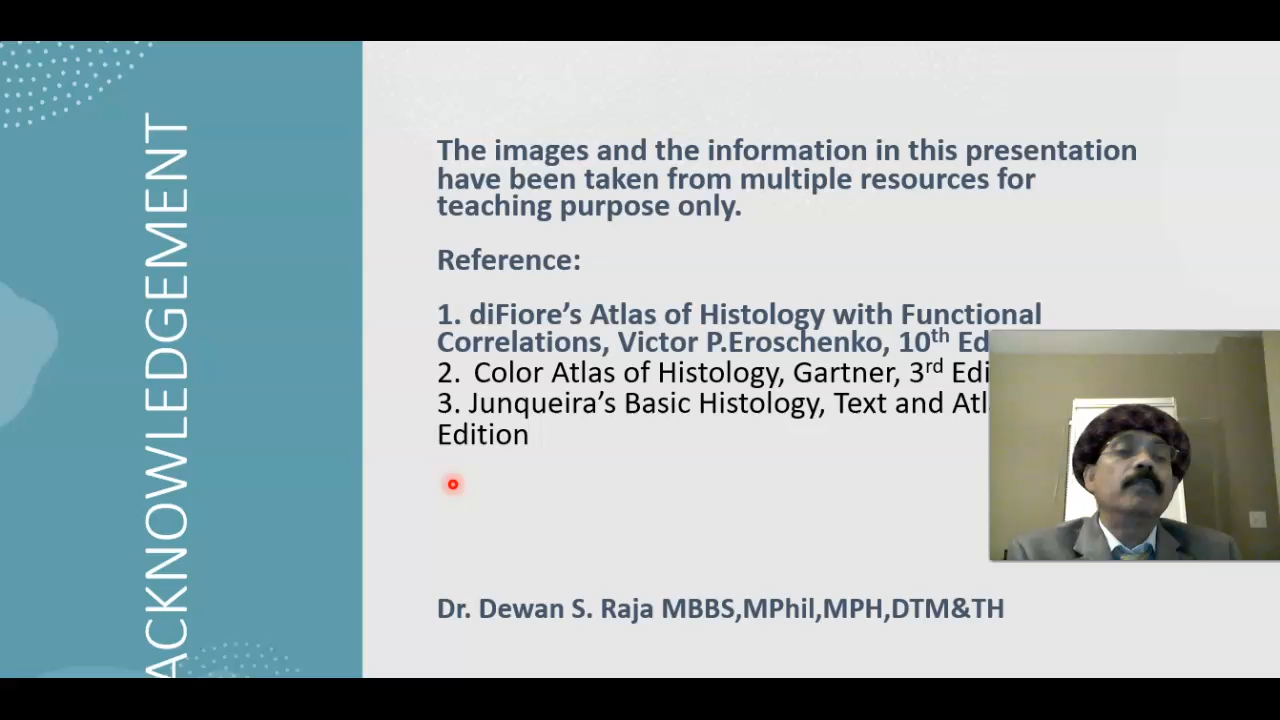 ACKNOWLEDGEMENT
The images and the information in this presentation
have been taken from multiple resources for
teaching purpose only.
Reference:
1. diFiore’s Atlas of Histology with Functional
Correlations, Victor P.Eroschenko, 10th
2. Color Atlas of Histology, Gartner, 3rd
3. Junqueira’s Basic Histology, Text and
Edition
Dr. Dewan S. Raja MBBS,MPhil,MPH,DTM&TH